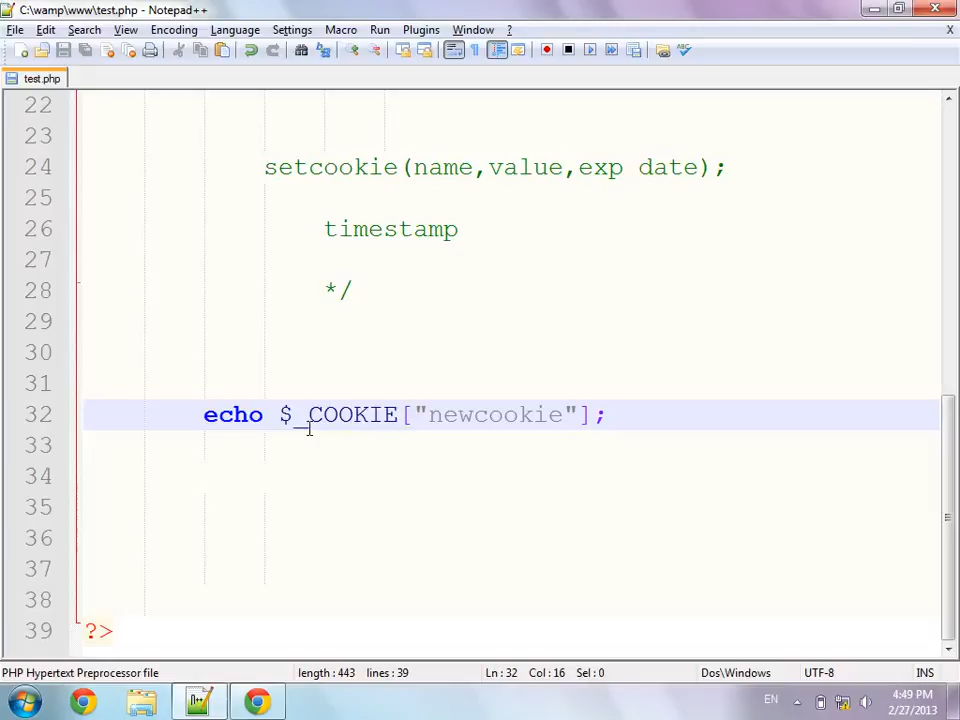 C:\wamp\www\test.php - Notepad++
File Edit Search View Encoding Language Settings Macro Run Plugins Window ? X
test.php
22
23
24 setcookie(name,value,exp date);
25
26 timestamp
27
28 */
29
30
31
32 echo $_COOKIE["newcookie"];
33
34
35
36
37
38
39 ?>
PHP Hypertext Preprocessor file length : 443 lines : 39 Ln : 32 Col : 16 Sel : 0 Dos\Windows UTF-8 INS
EN 4:49 PM
2/27/2013